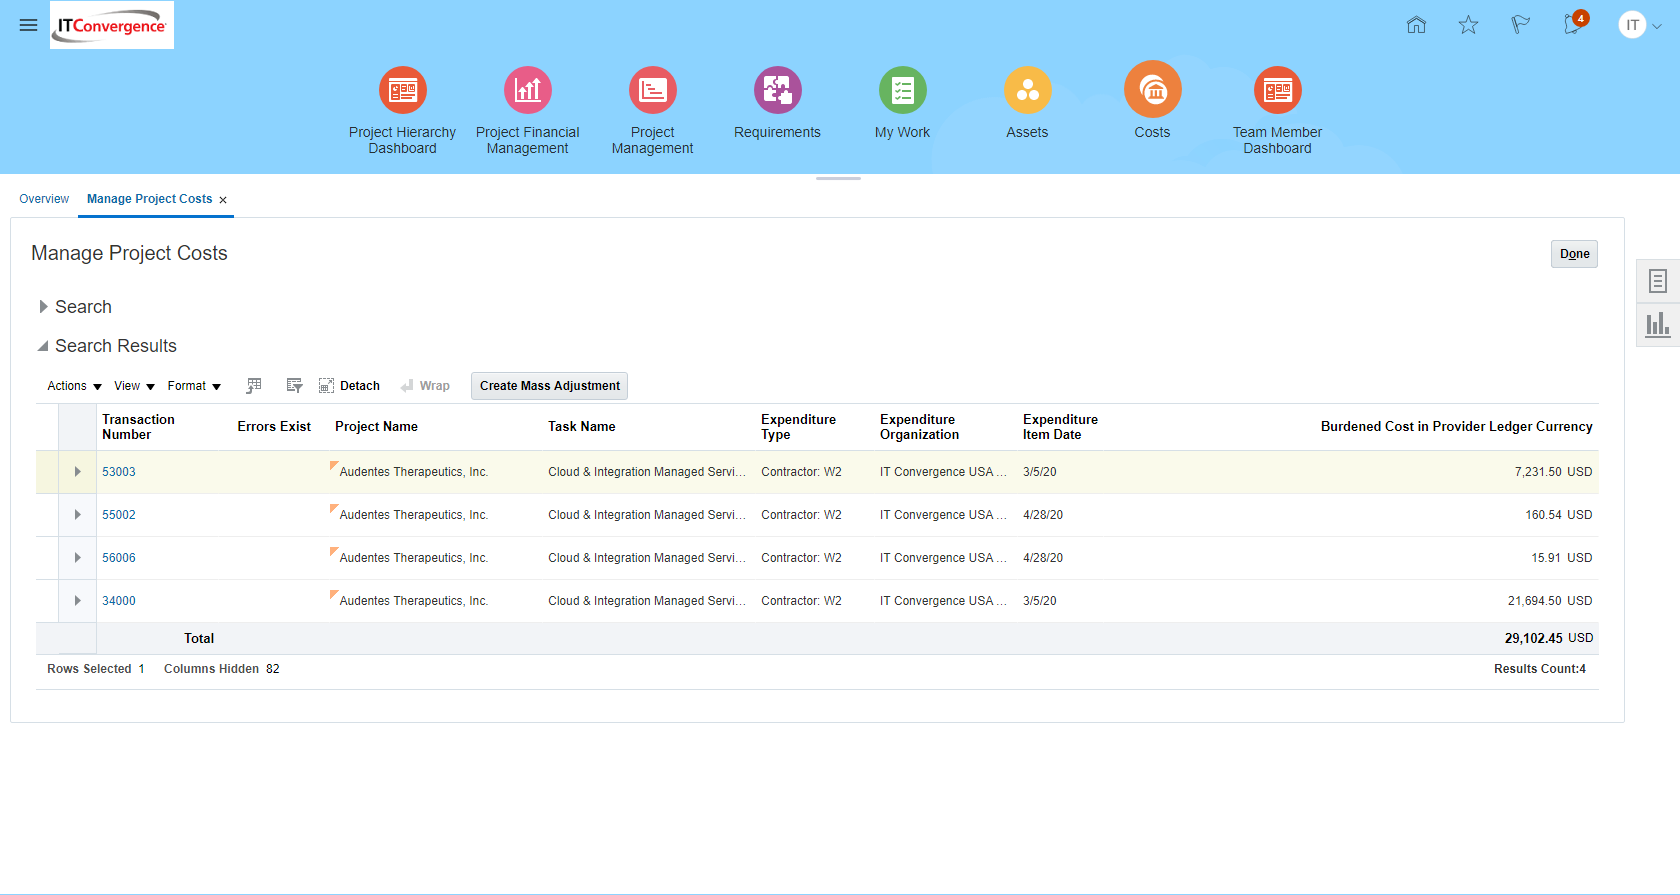 ITConvergence
4
IT
Project Hierarchy Dashboard
Project Financial Management
Project Management
Requirements
My Work
Assets
Costs
Team Member Dashboard
Overview
Manage Project Costs ×
Manage Project Costs
Done
Search
Search Results
Actions View Format Detach Wrap Create Mass Adjustment
Transaction Number Errors Exist Project Name Task Name Expenditure Type Expenditure Organization Expenditure Item Date Burdened Cost in Provider Ledger Currency
53003 Audentes Therapeutics, Inc. Cloud & Integration Managed Servi... Contractor: W2 IT Convergence USA ... 3/5/20 7,231.50 USD
55002 Audentes Therapeutics, Inc. Cloud & Integration Managed Servi... Contractor: W2 IT Convergence USA ... 4/28/20 160.54 USD
56006 Audentes Therapeutics, Inc. Cloud & Integration Managed Servi... Contractor: W2 IT Convergence USA ... 4/28/20 15.91 USD
34000 Audentes Therapeutics, Inc. Cloud & Integration Managed Servi... Contractor: W2 IT Convergence USA ... 3/5/20 21,694.50 USD
Total 29,102.45 USD
Rows Selected 1 Columns Hidden 82 Results Count:4